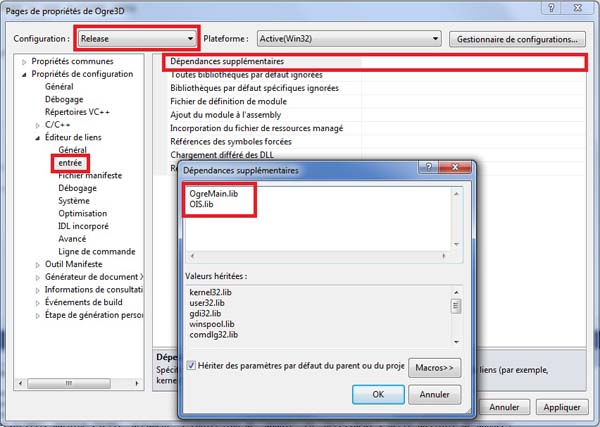 Pages de propriétés de Ogre3D
Configuration : Release Plateforme : Active(Win32) Gestionnaire de configurations...
Propriétés communes
Propriétés de configuration
Général
Débogage
Répertoires VC++
C/C++
Éditeur de liens
Général
entrée
Fichier manifeste
Débogage
Système
Optimisation
IDL incorporé
Avancé
Ligne de commande
Outil Manifeste
Générateur de document X
Informations de consultati
Événements de build
Étape de génération person
Dépendances supplémentaires
Toutes bibliothèques par défaut ignorées
Bibliothèques par défaut spécifiques ignorées
Fichier de définition de module
Ajout du module à l'assembly
Incorporation du fichier de ressources managé
Références des symboles forcées
Chargement différé des DLL
Dépendances supplémentaires
OgreMain.lib
OIS.lib
Valeurs héritées :
kernel32.lib
user32.lib
gdi32.lib
winspool.lib
comdlg32.lib
Hériter des paramètres par défaut du parent ou du proje Macros>>
OK Annuler
Dépe
Spécifi
kerne
liens (par exemple,
Annuler Appliquer